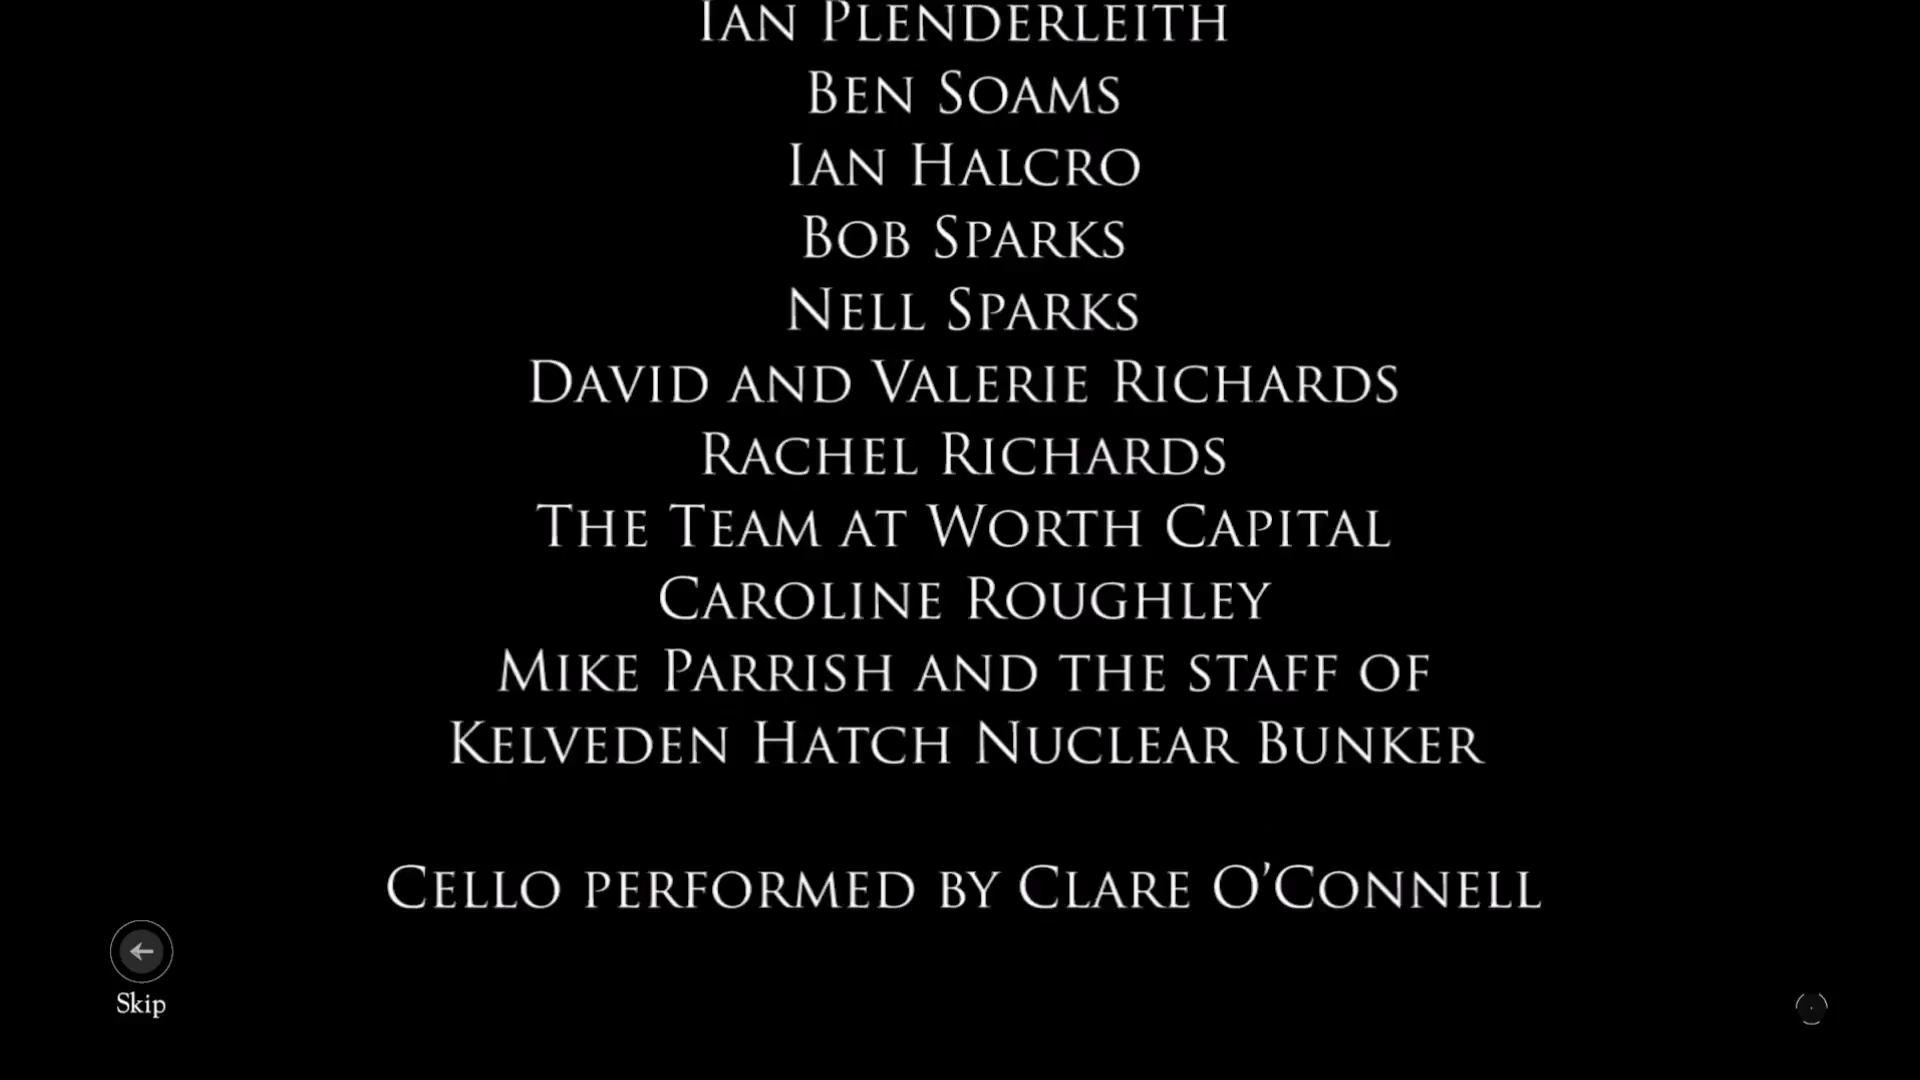 Ian Plenderleith
Ben Soams
Ian Halcro
Bob Sparks
Nell Sparks
David and Valerie Richards
Rachel Richards
The Team at Worth Capital
Caroline Roughley
Mike Parrish and the staff of
Kelveden Hatch Nuclear Bunker
Cello performed by Clare O'Connell
Skip